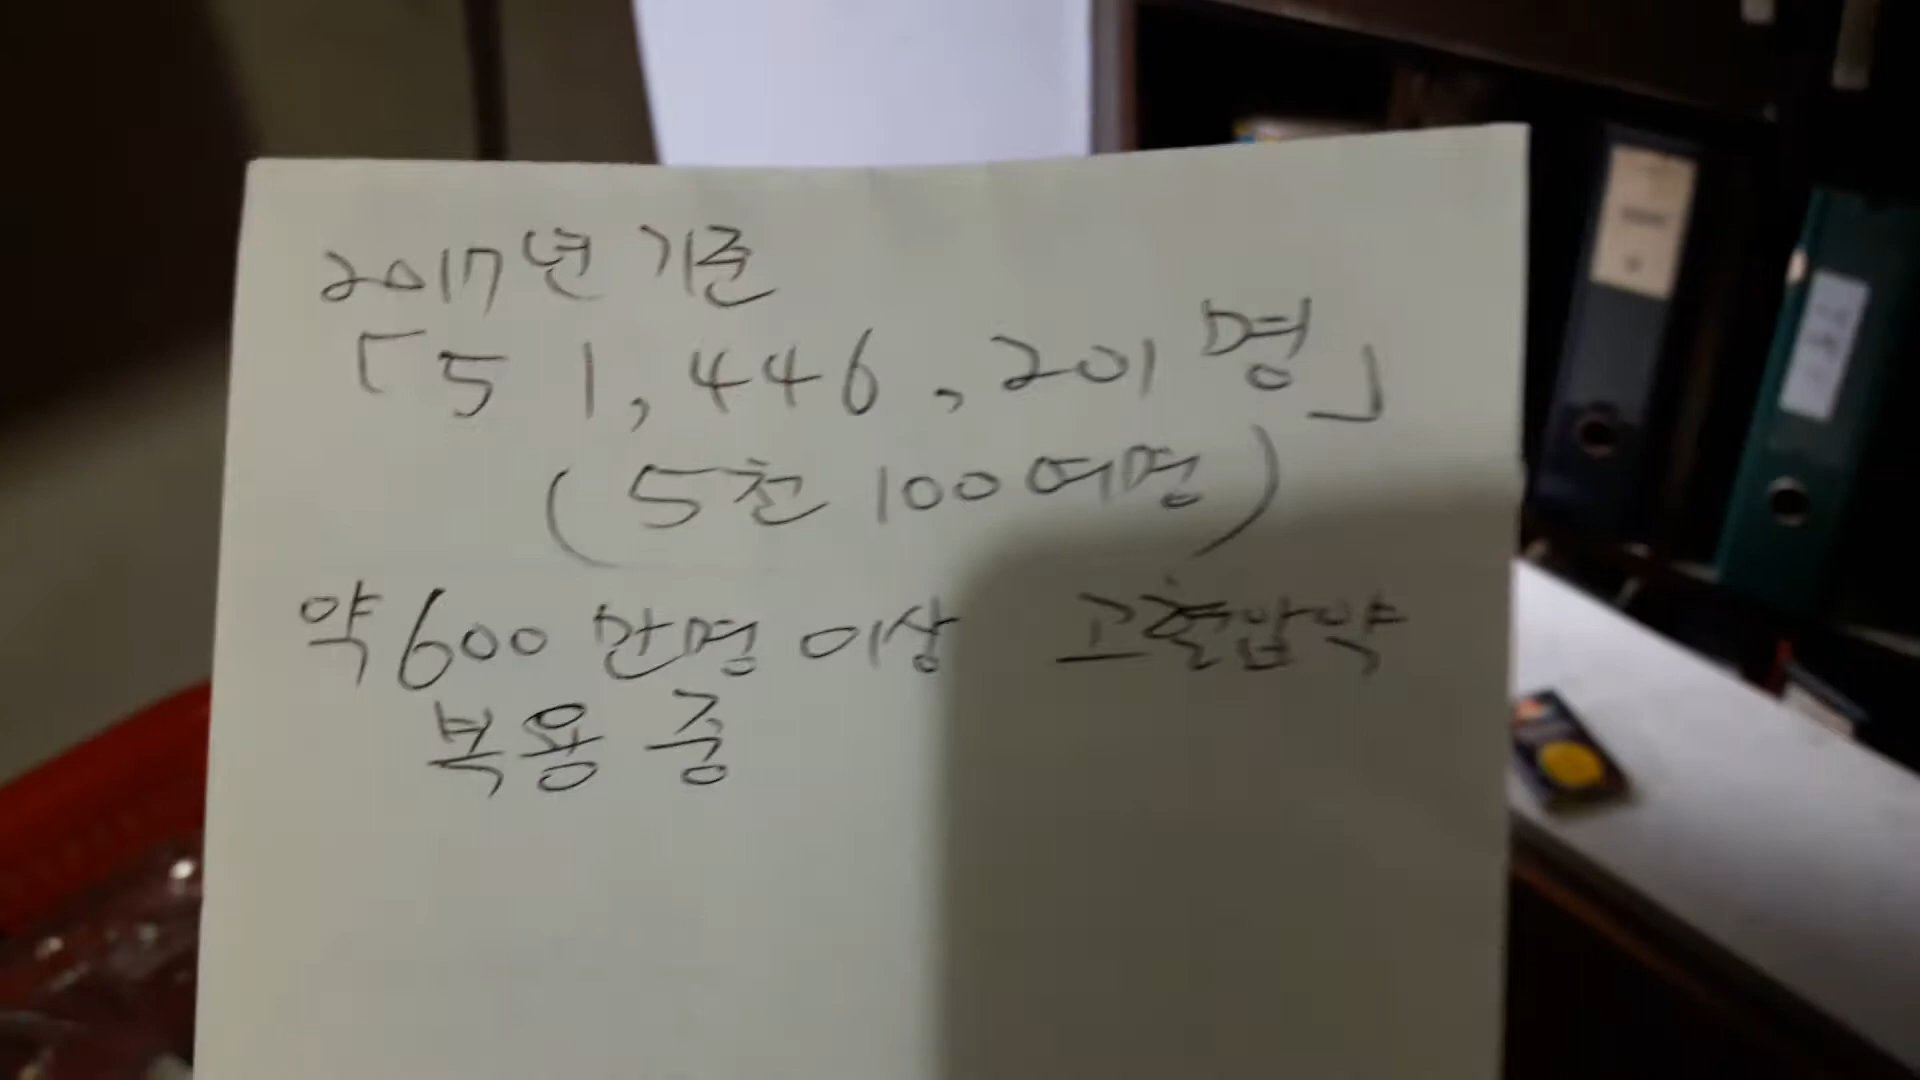 2017년 기준
「51,446,201명」
(5천 100여명)
약 600만명 이상 고혈압약
복용 중